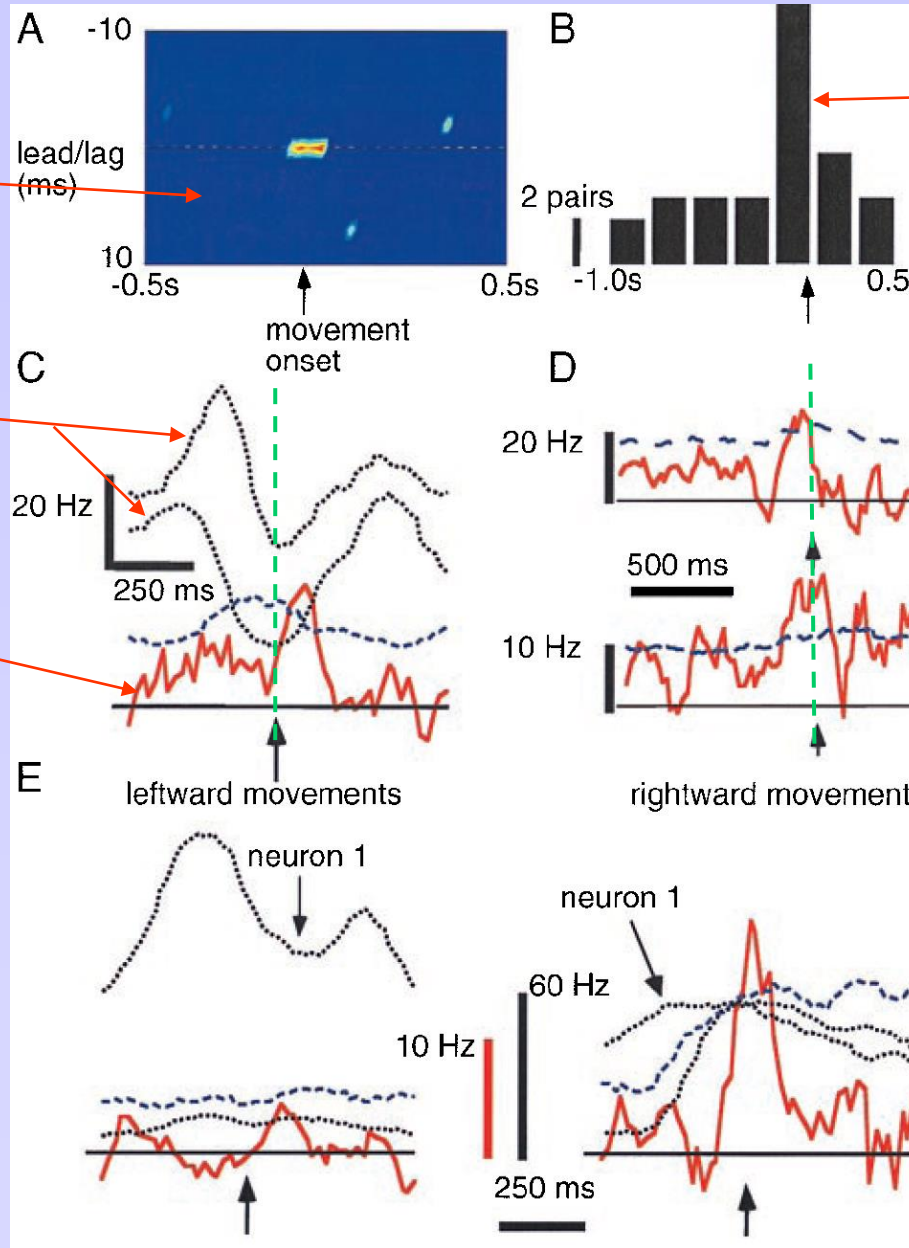 A
-10
lead/lag
(ms)
10
-0.5s
0.5s
movement
onset
B
2 pairs
-1.0s
0.5
C
20 Hz
250 ms
D
20 Hz
500 ms
10 Hz
E
leftward movements
rightward movement
neuron 1
neuron 1
60 Hz
10 Hz
250 ms